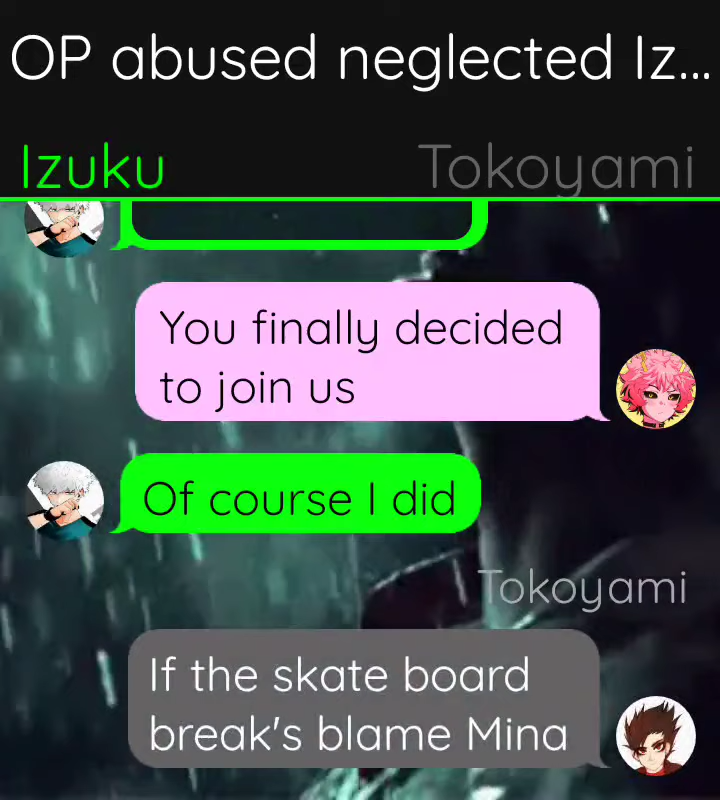 OP abused neglected Iz...
Izuku
Tokoyami
You finally decided
to join us
Of course I did
Tokoyami
If the skate board
break's blame Mina